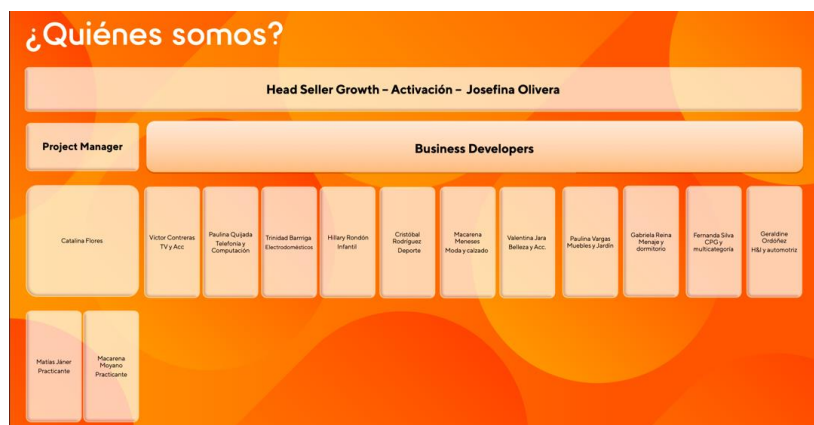 ¿Quiénes somos?
Head Seller Growth – Activación – Josefina Olivera
Project Manager
Business Developers
Catalina Flores
Victor Contreras
TV y Acc
Paulina Quijada
Telefonia y
Computación
Trinidad Barrriga
Electrodomésticos
Hillary Rondón
Infantil
Cristóbal
Rodríguez
Deporte
Macarena
Meneses
Moda y calzado
Valentina Jara
Belleza y Acc.
Paulina Vargas
Muebles y Jardín
Gabriela Reina
Menaje y
dormitorio
Fernanda Silva
CPG y
multicategoría
Geraldine
Ordóñez
H&I y automotriz
Matías Jáner
Practicante
Macarena
Moyano
Practicante